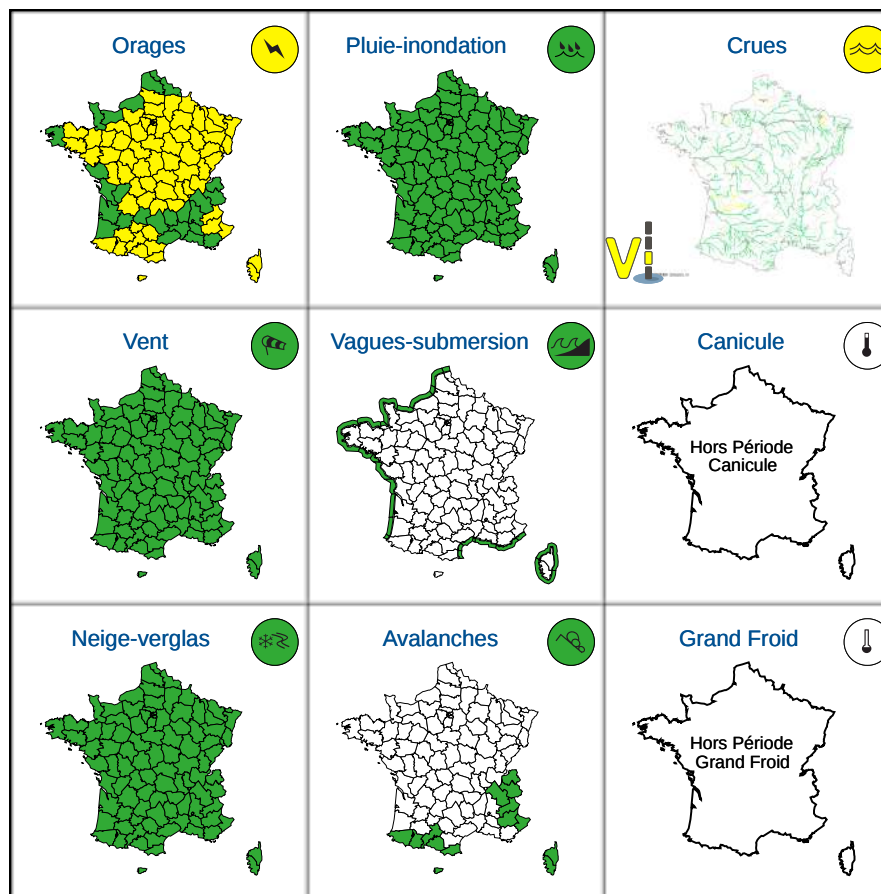 Orages
Pluie-inondation
Crues
Vent
Vagues-submersion
Canicule
Hors Période
Canicule
Neige-verglas
Avalanches
Grand Froid
Hors Période
Grand Froid